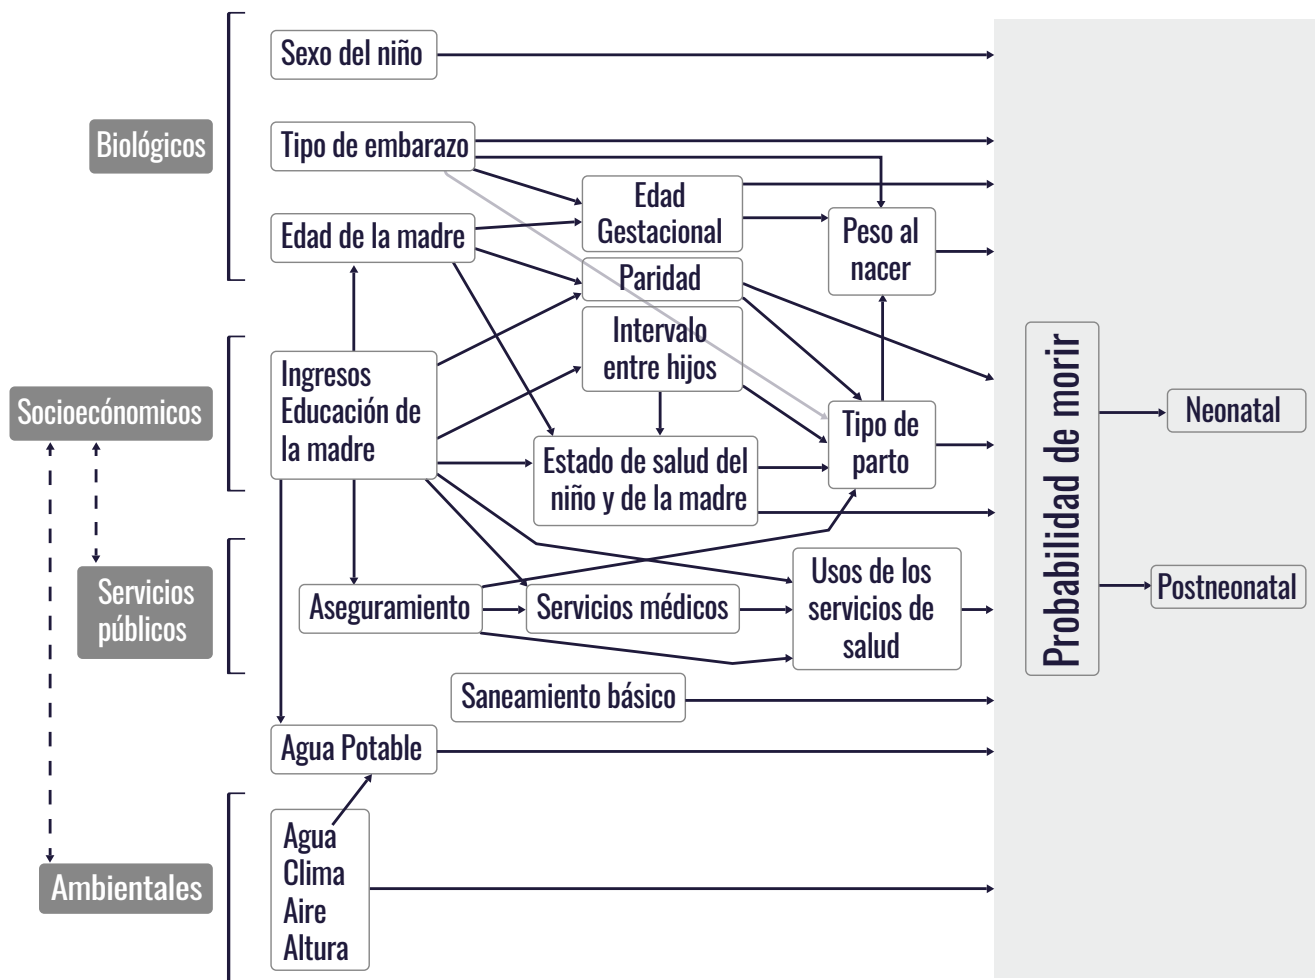 Biológicos
Sexo del niño
Tipo de embarazo
Edad de la madre
Edad
Gestacional
Paridad
Intervalo
entre hijos
Peso al
nacer
Socioecónomicos
Ingresos
Educación de
la madre
Estado de salud del
niño y de la madre
Tipo de
parto
Servicios
públicos
Aseguramiento
Servicios médicos
Usos de los
servicios de
salud
Saneamiento básico
Agua Potable
Ambientales
Agua
Clima
Aire
Altura
Probabilidad de morir
Neonatal
Postneonatal